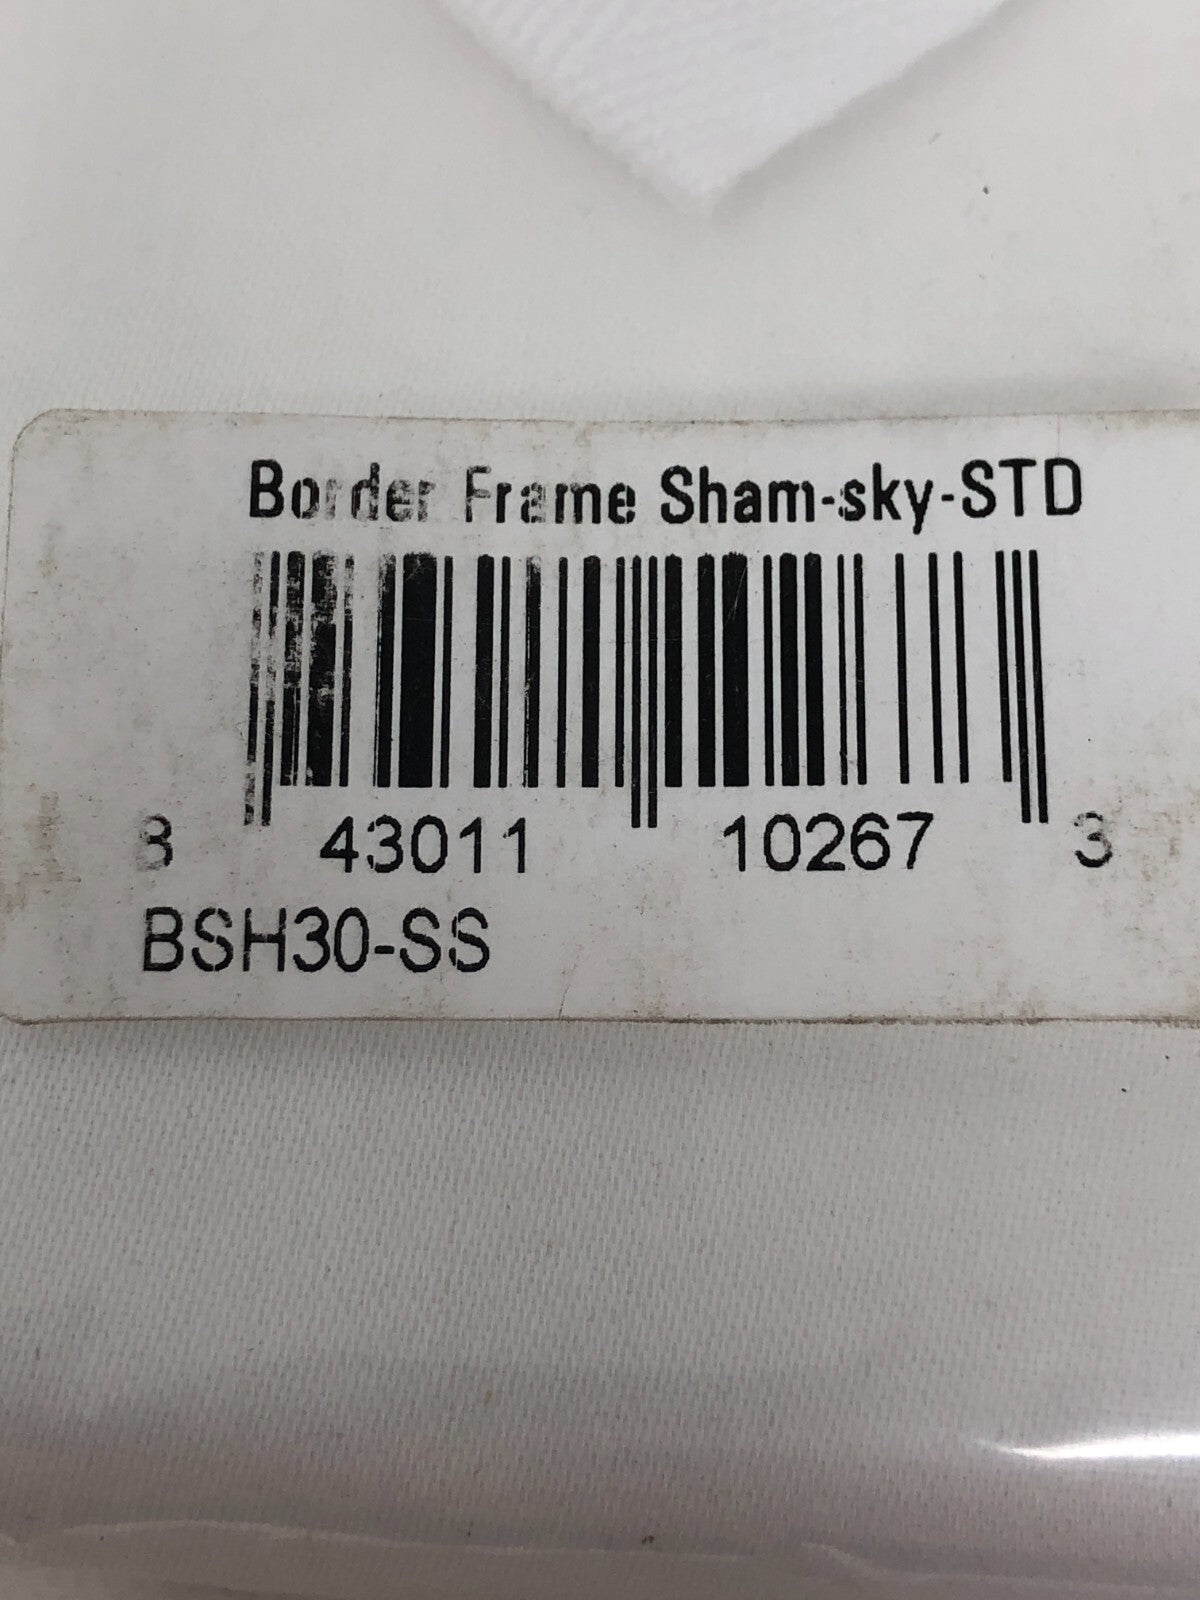 Border Frame Sham-sky-STD
8 43011 10267 3
BSH30-SS